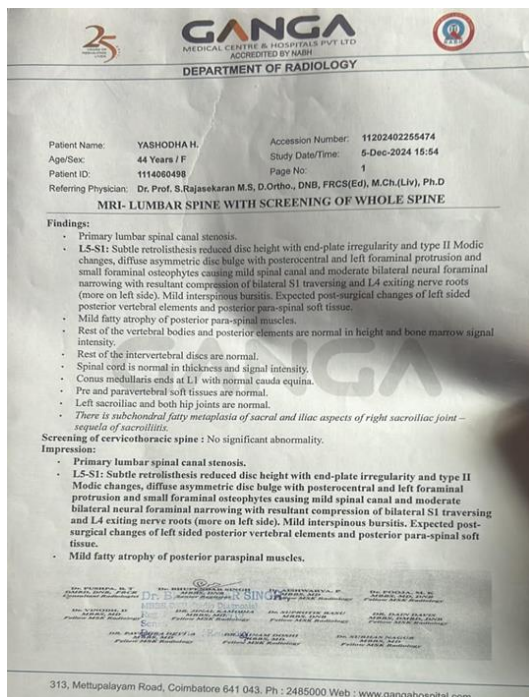 25
GANGA
MEDICAL CENTRE & HOSPITALS PVT LTD
ACCREDITED BY NABH
DEPARTMENT OF RADIOLOGY
Patient Name: YASHODHA H. Accession Number: 11202402255474
Age/Sex: 44 Years / F Study Date/Time: 5-Dec-2024 15:54
Patient ID: 1114060498 Page No: 1
Referring Physician: Dr. Prof. S.Rajasekaran M.S, D.Ortho., DNB, FRCS(Ed), M.Ch.(Liv), Ph.D
MRI- LUMBAR SPINE WITH SCREENING OF WHOLE SPINE
Findings:
• Primary lumbar spinal canal stenosis.
• L5-S1: Subtle retrolisthesis reduced disc height with end-plate irregularity and type II Modic
changes, diffuse asymmetric disc bulge with posterocentral and left foraminal protrusion and
small foraminal osteophytes causing mild spinal canal and moderate bilateral neural foraminal
narrowing with resultant compression of bilateral S1 traversing and L4 exiting nerve roots
(more on left side). Mild interspinous bursitis. Expected post-surgical changes of left sided
posterior vertebral elements and posterior para-spinal soft tissue.
• Mild fatty atrophy of posterior para-spinal muscles.
• Rest of the vertebral bodies and posterior elements are normal in height and bone marrow signal
intensity.
• Rest of the intervertebral discs are normal.
• Spinal cord is normal in thickness and signal intensity.
• Conus medullaris ends at L1 with normal cauda equina.
• Pre and paravertebral soft tissues are normal.
• Left sacroiliac and both hip joints are normal.
• There is subchondral fatty metaplasia of sacral and iliac aspects of right sacroiliac joint –
sequela of sacroiliitis.
Screening of cervicothoracic spine : No significant abnormality.
Impression:
• Primary lumbar spinal canal stenosis.
• L5-S1: Subtle retrolisthesis reduced disc height with end-plate irregularity and type II
Modic changes, diffuse asymmetric disc bulge with posterocentral and left foraminal
protrusion and small foraminal osteophytes causing mild spinal canal and moderate
bilateral neural foraminal narrowing with resultant compression of bilateral S1 traversing
and L4 exiting nerve roots (more on left side). Mild interspinous bursitis. Expected post-
surgical changes of left sided posterior vertebral elements and posterior para-spinal soft
tissue.
• Mild fatty atrophy of posterior paraspinal muscles.
GANGA
313, Mettupalayam Road, Coimbatore 641 043. Ph : 2485000 Web : www.gangahospital.com